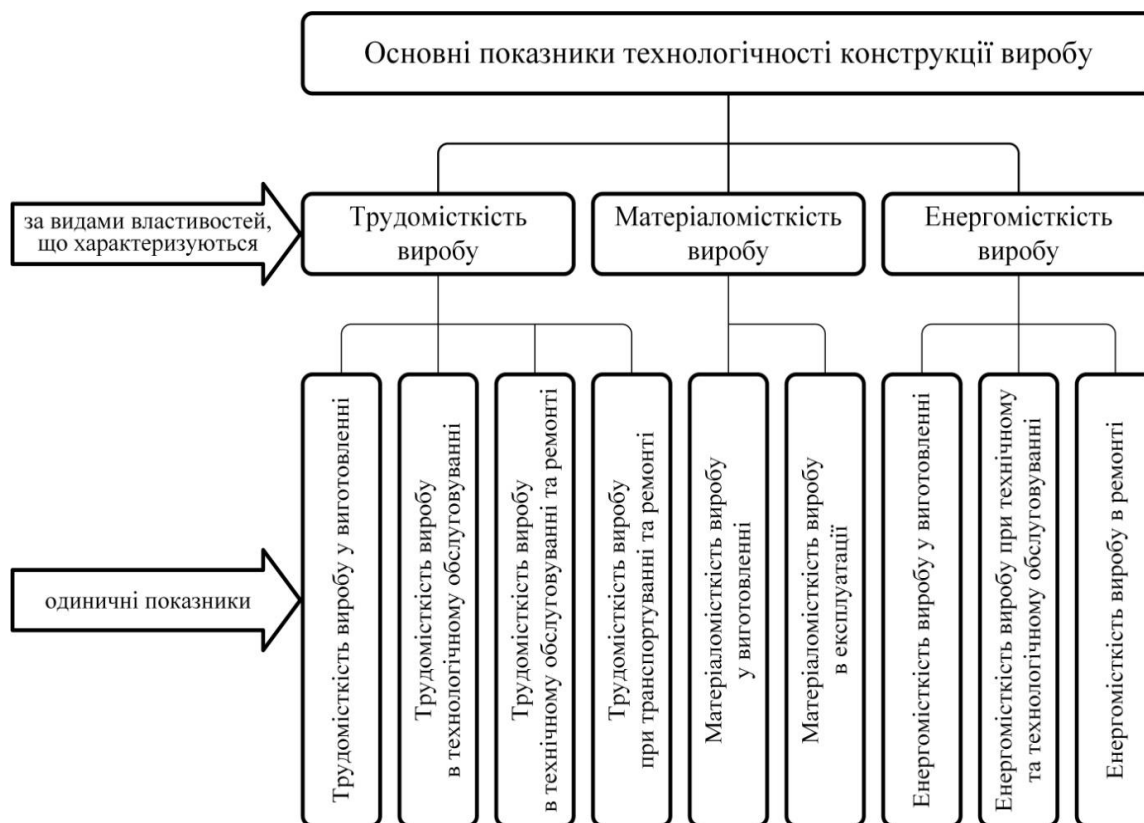 Основні показники технологічності конструкції виробу
за видами властивостей,
що характеризуються
Трудомісткість
виробу
Матеріаломісткість
виробу
Енергомісткість
виробу
одиничні показники
Трудомісткість виробу у виготовленні
Трудомісткість виробу
в технологічному обслуговуванні
Трудомісткість виробу
в технічному обслуговуванні та ремонті
Трудомісткість виробу
при транспортуванні та ремонті
Матеріаломісткість виробу
у виготовленні
Матеріаломісткість виробу
в експлуатації
Енергомісткість виробу у виготовленні
Енергомісткість виробу при технічному
та технологічному обслуговуванні
Енергомісткість виробу в ремонті